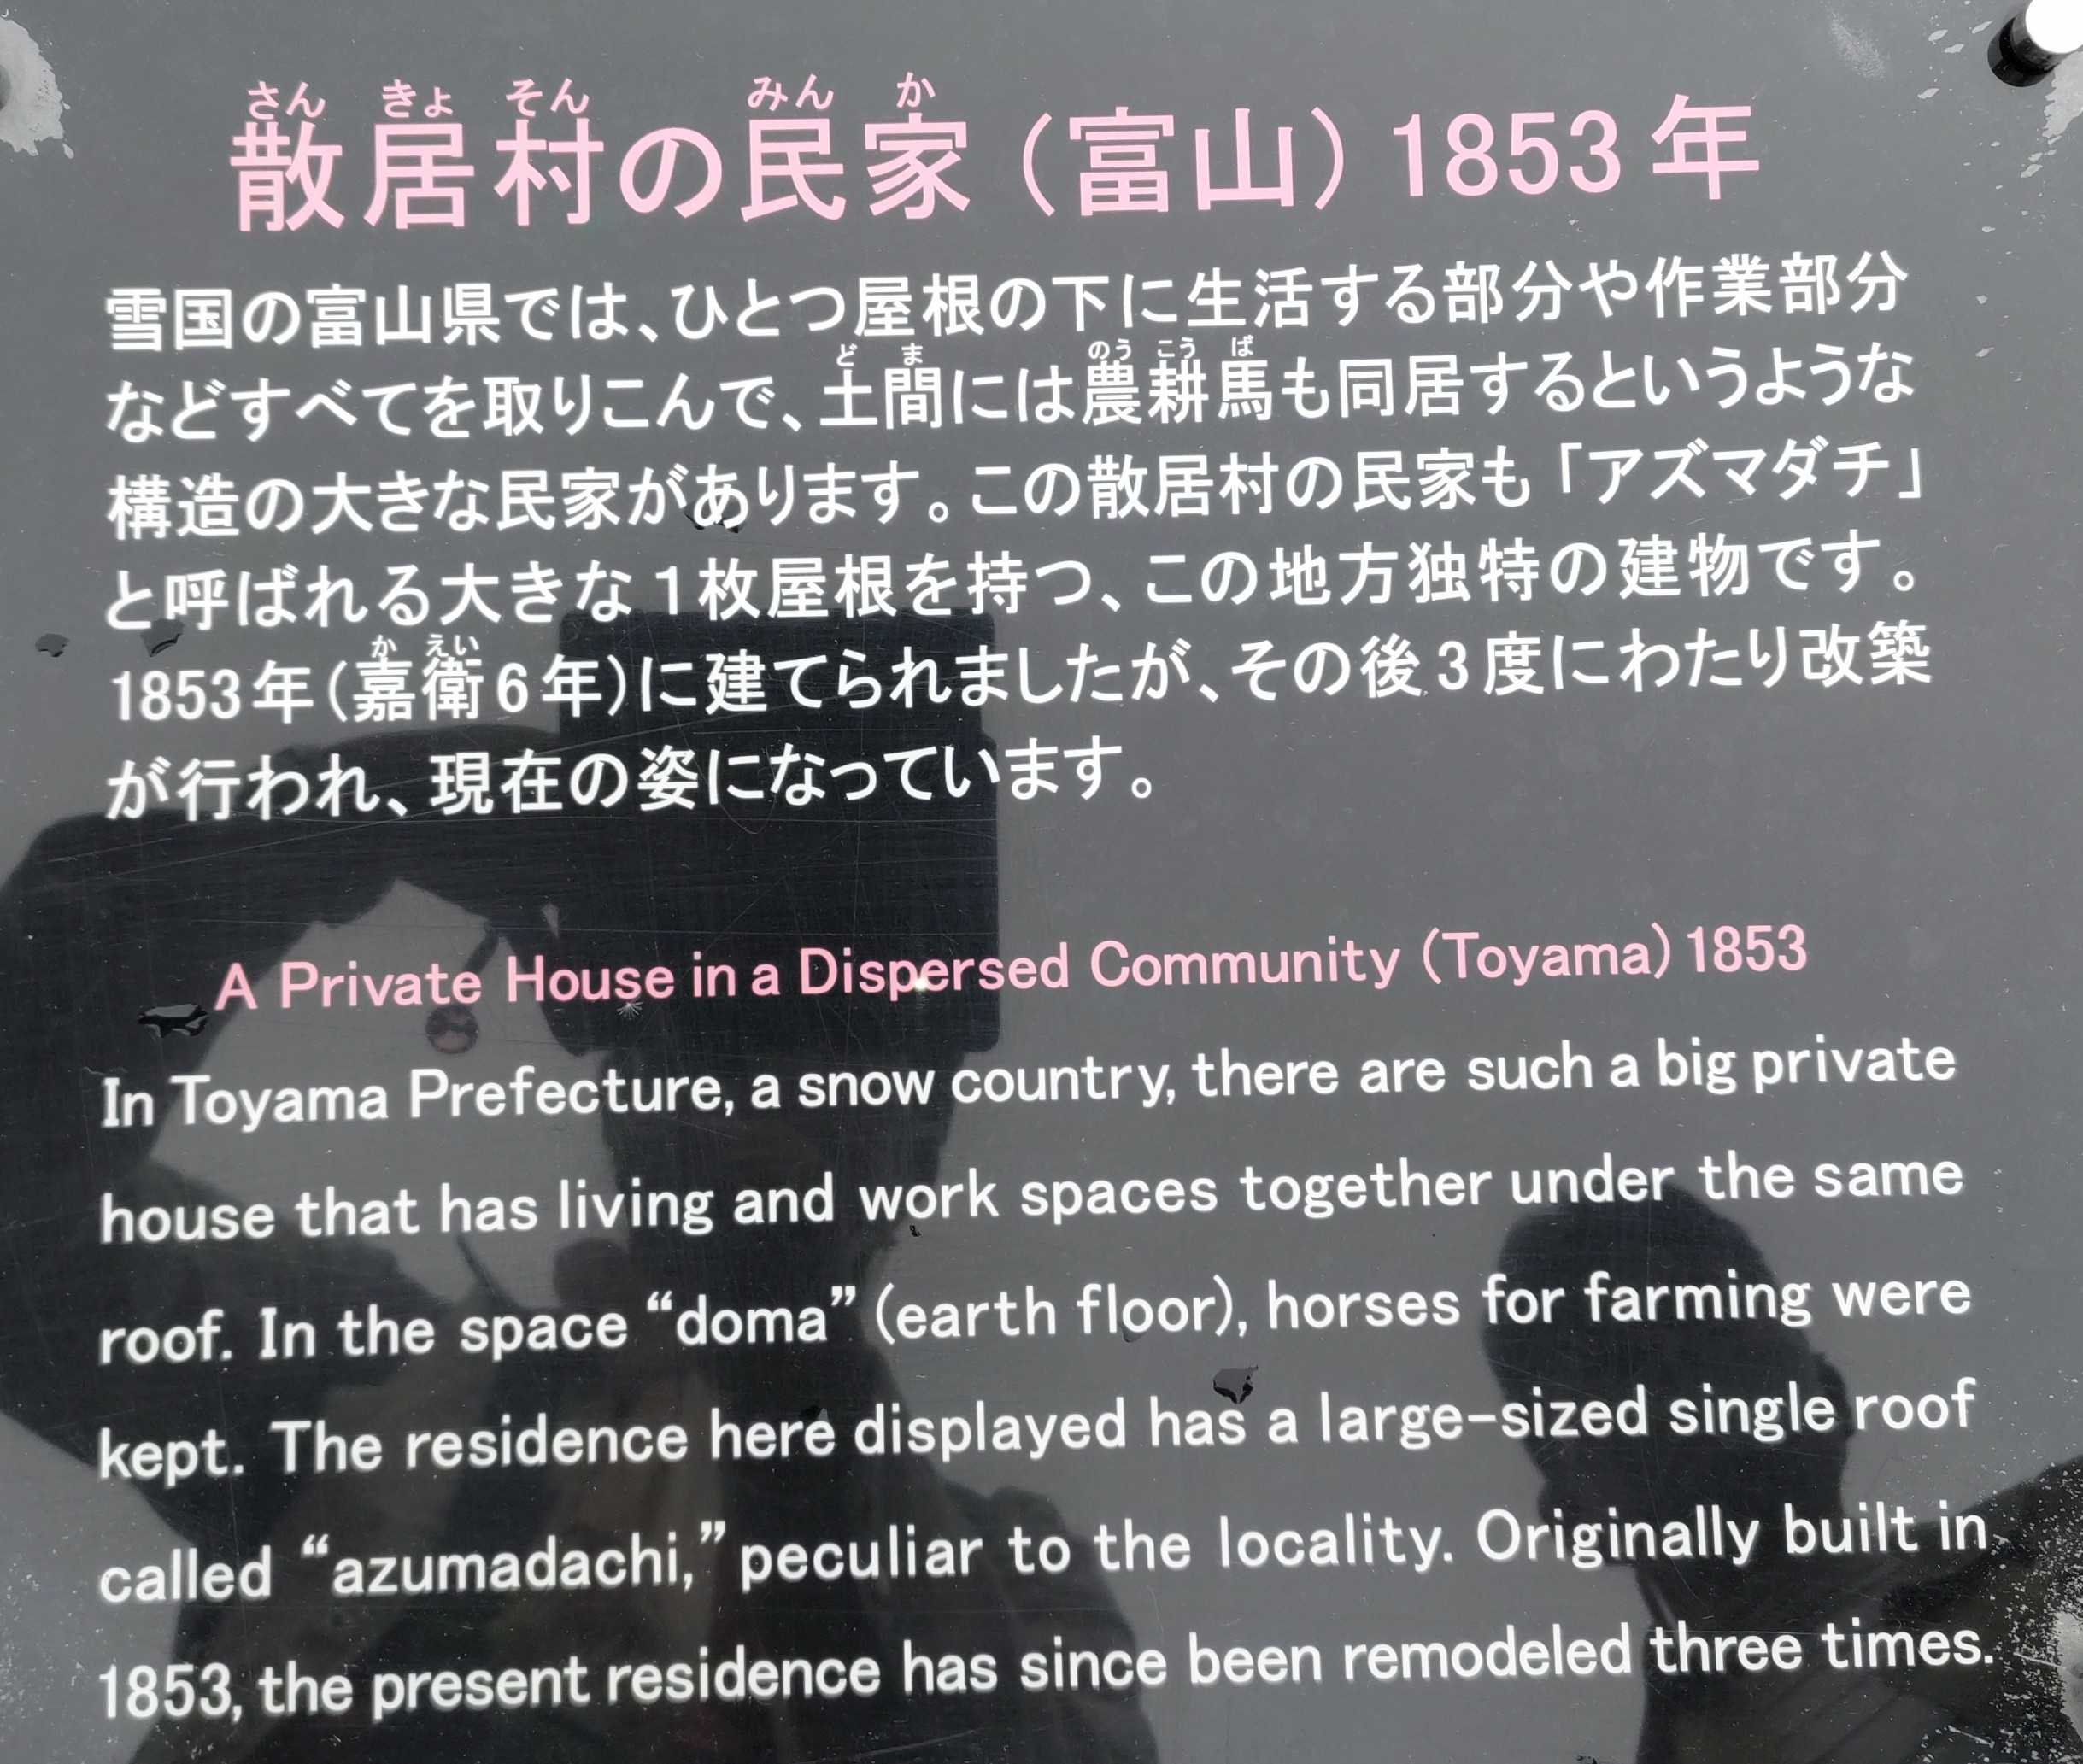 さん きょ そん みん か
散居村の民家（富山）1853年
雪国の富山県では、ひとつ屋根の下に生活する部分や作業部分
ど ま のう こう ば
などすべてを取りこんで、土間には農耕馬も同居するというような
構造の大きな民家があります。この散居村の民家も「アズマダチ」
と呼ばれる大きな1枚屋根を持つ、この地方独特の建物です。
か えい
1853年(嘉衛6年)に建てられましたが、その後3度にわたり改築
が行われ、現在の姿になっています。
A Private House in a Dispersed Community (Toyama) 1853
In Toyama Prefecture, a snow country, there are such a big private
house that has living and work spaces together under the same
roof. In the space “doma” (earth floor), horses for farming were
kept. The residence here displayed has a large-sized single roof
called “azumadachi,” peculiar to the locality. Originally built in
1853, the present residence has since been remodeled three times.